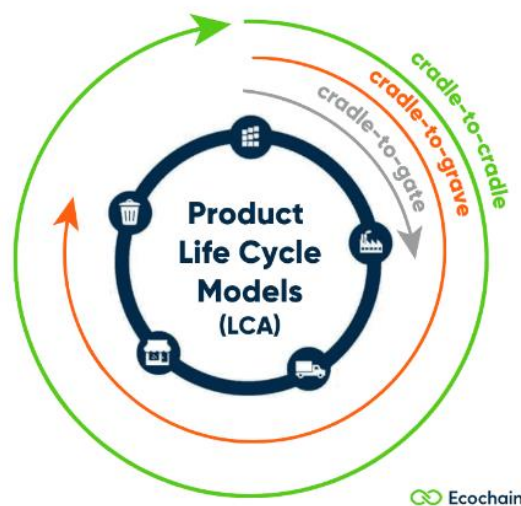 cradle-to-cradle
cradle-to-grave
cradle-to-gate
Product
Life Cycle
Models
(LCA)
Ecochain